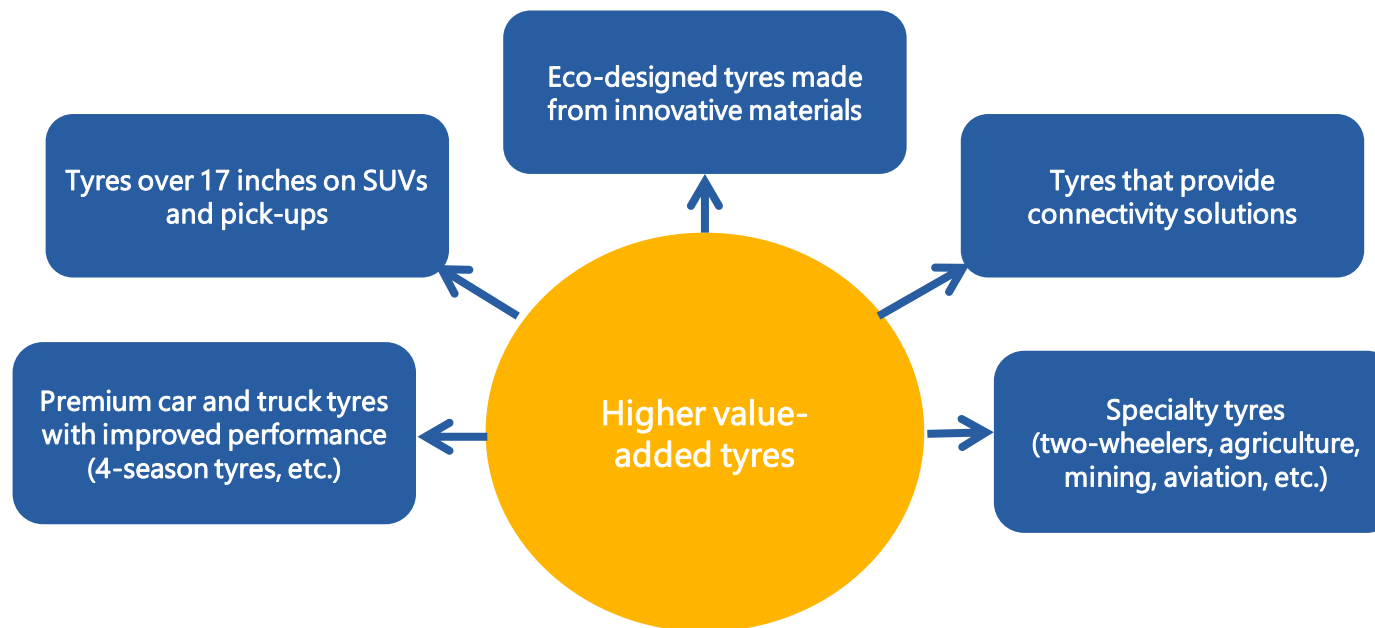 Eco-designed tyres made
from innovative materials
Tyres over 17 inches on SUVs
and pick-ups
Tyres that provide
connectivity solutions
Premium car and truck tyres
with improved performance
(4-season tyres, etc.)
Higher value-
added tyres
Specialty tyres
(two-wheelers, agriculture,
mining, aviation, etc.)